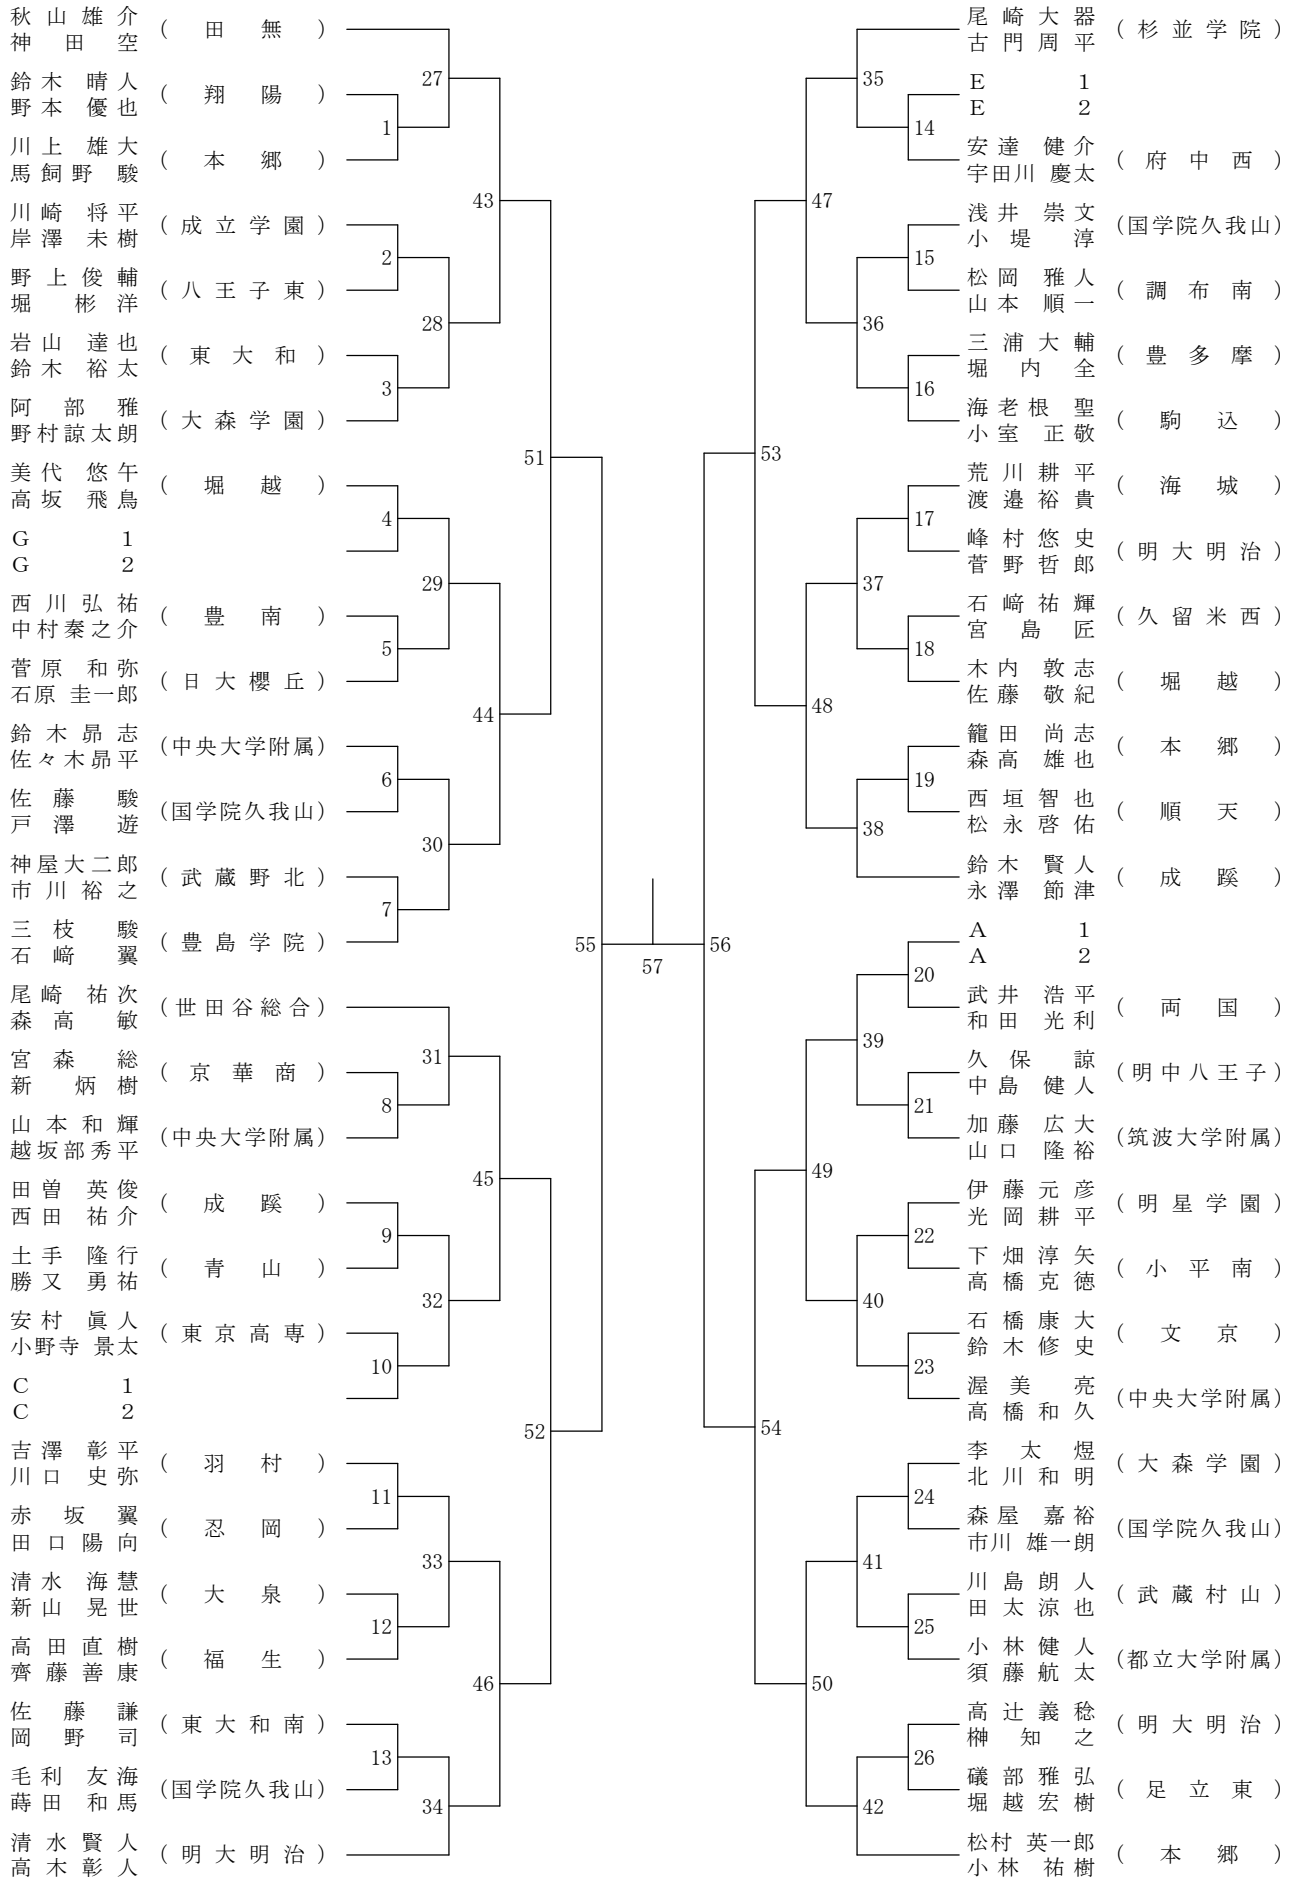 秋山雄介
神田空
(田無)
鈴木晴人
野本優也
(翔陽)
川上雄大
馬飼野駿
(本郷)
川崎将平
岸澤未樹
(成立学園)
野上俊輔
堀彬洋
(八王子東)
岩山達也
鈴木裕太
(東大和)
阿部雅
野村諒太朗
(大森学園)
美代悠午
高坂飛鳥
(堀越)
G 1
G 2
西川弘祐
中村秦之介
(豊南)
菅原和弥
石原圭一郎
(日大櫻丘)
鈴木昴志
佐々木昴平
(中央大学附属)
佐藤駿
戸澤遊
(国学院久我山)
神屋大二郎
市川裕之
(武蔵野北)
三枝駿
石﨑翼
(豊島学院)
尾崎祐次
森高敏
(世田谷総合)
宮森総
新炳樹
(京華商)
山本和輝
越坂部秀平
(中央大学附属)
田曽英俊
西田祐介
(成蹊)
土手隆行
勝又勇祐
(青山)
安村眞人
小野寺景太
(東京高専)
C 1
C 2
吉澤彰平
川口史弥
(羽村)
赤坂翼
田口陽向
(忍岡)
清水海慧
新山晃世
(大泉)
高田直樹
齊藤善康
(福生)
佐藤謙
岡野司
(東大和南)
毛利友海
蒔田和馬
(国学院久我山)
清水賢人
高木彰人
(明大明治)
1
2
3
4
5
6
7
8
9
10
11
12
13
27
28
29
30
31
32
33
34
43
44
45
46
51
52
55
57
56
53
54
47
48
49
50
35
36
37
38
39
40
41
42
14
15
16
17
18
19
20
21
22
23
24
25
26
尾崎大器
古門周平
(杉並学院)
E 1
E 2
安達健介
宇田川慶太
(府中西)
浅井崇文
小堤淳
(国学院久我山)
松岡雅人
山本順一
(調布南)
三浦大輔
堀内全
(豊多摩)
海老根聖
小室正敬
(駒込)
荒川耕平
渡邉裕貴
(海城)
峰村悠史
菅野哲郎
(明大明治)
石﨑祐輝
宮島匠
(久留米西)
木内敦志
佐藤敬紀
(堀越)
籠田尚志
森高雄也
(本郷)
西垣智也
松永啓佑
(順天)
鈴木賢人
永澤節津
(成蹊)
A 1
A 2
武井浩平
和田光利
(両国)
久保諒
中島健人
(明中八王子)
加藤広大
山口隆裕
(筑波大学附属)
伊藤元彦
光岡耕平
(明星学園)
下畑淳矢
高橋克徳
(小平南)
石橋康大
鈴木修史
(文京)
渥美亮
高橋和久
(中央大学附属)
李太煜
北川和明
(大森学園)
森屋嘉裕
市川雄一朗
(国学院久我山)
川島朗人
田太涼也
(武蔵村山)
小林健人
須藤航太
(都立大学附属)
高辻義稔
榊知之
(明大明治)
礒部雅弘
堀越宏樹
(足立東)
松村英一郎
小林祐樹
(本郷)